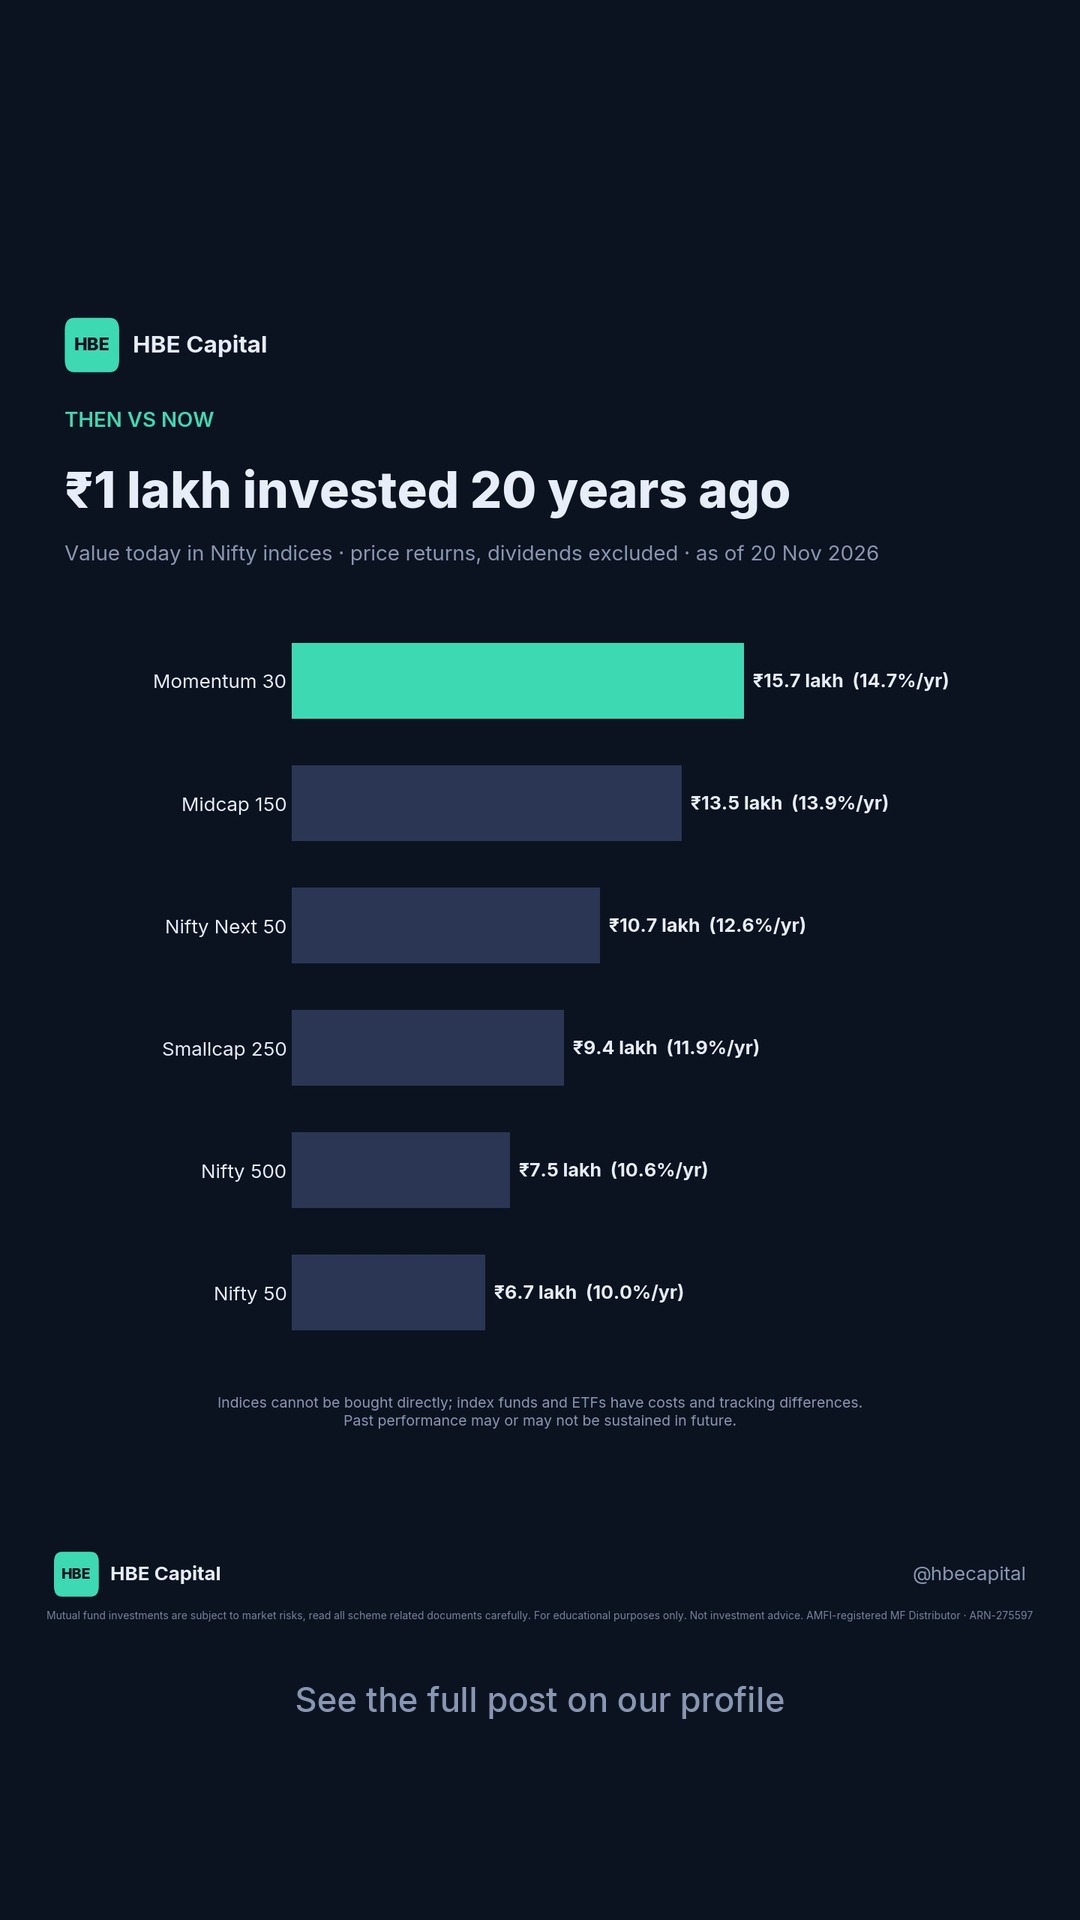 HBE HBE Capital
THEN VS NOW
₹1 lakh invested 20 years ago
Value today in Nifty indices · price returns, dividends excluded · as of 20 Nov 2026
Momentum 30 ₹15.7 lakh (14.7%/yr)
Midcap 150 ₹13.5 lakh (13.9%/yr)
Nifty Next 50 ₹10.7 lakh (12.6%/yr)
Smallcap 250 ₹9.4 lakh (11.9%/yr)
Nifty 500 ₹7.5 lakh (10.6%/yr)
Nifty 50 ₹6.7 lakh (10.0%/yr)
Indices cannot be bought directly; index funds and ETFs have costs and tracking differences.
Past performance may or may not be sustained in future.
HBE HBE Capital @hbecapital
Mutual fund investments are subject to market risks, read all scheme related documents carefully. For educational purposes only. Not investment advice. AMFI-registered MF Distributor · ARN-275597
See the full post on our profile